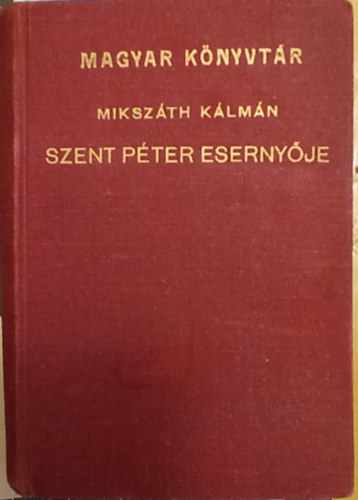 MAGYAR KÖNYVTÁR
MIKSZÁTH KÁLMÁN
SZENT PÉTER ESERNYŐJE